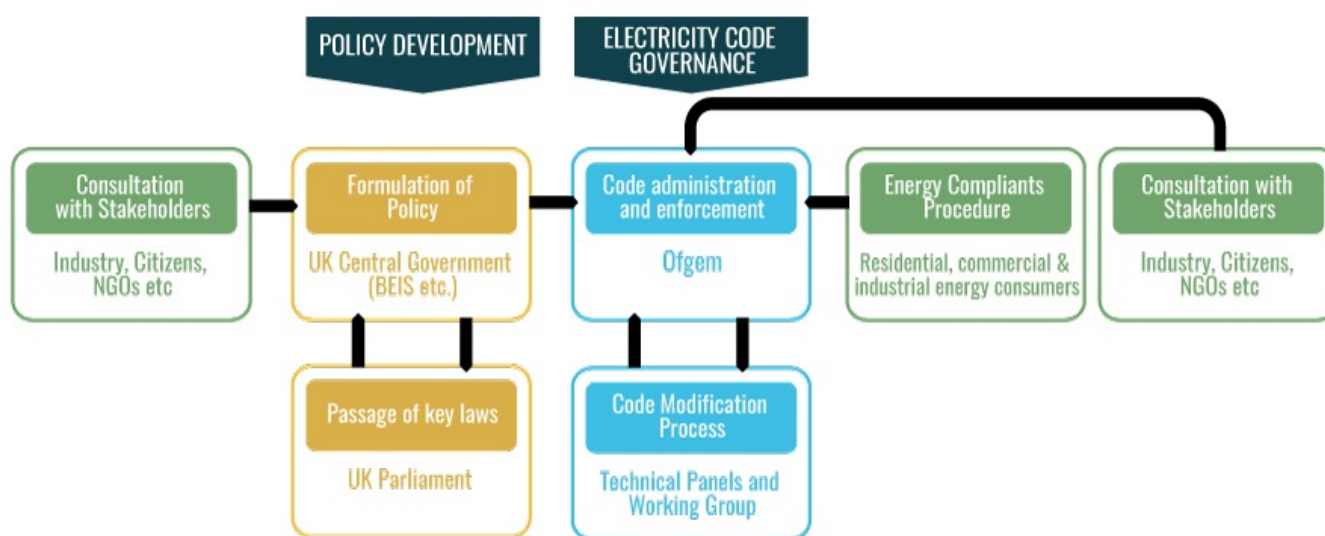 POLICY DEVELOPMENT
ELECTRICITY CODE
GOVERNANCE
Consultation
with Stakeholders
Industry, Citizens,
NGOs etc
Formulation of
Policy
UK Central Government
(BEIS etc.)
Code administration
and enforcement
Ofgem
Energy Compliants
Procedure
Residential, commercial &
industrial energy consumers
Consultation with
Stakeholders
Industry, Citizens,
NGOs etc
Passage of key laws
UK Parliament
Code Modification
Process
Technical Panels and
Working Group